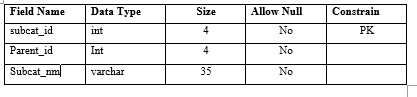 Field Name Data Type Size Allow Null Constrain
subcat_id int 4 No PK
Parent_id Int 4 No
Subcat_nm varchar 35 No